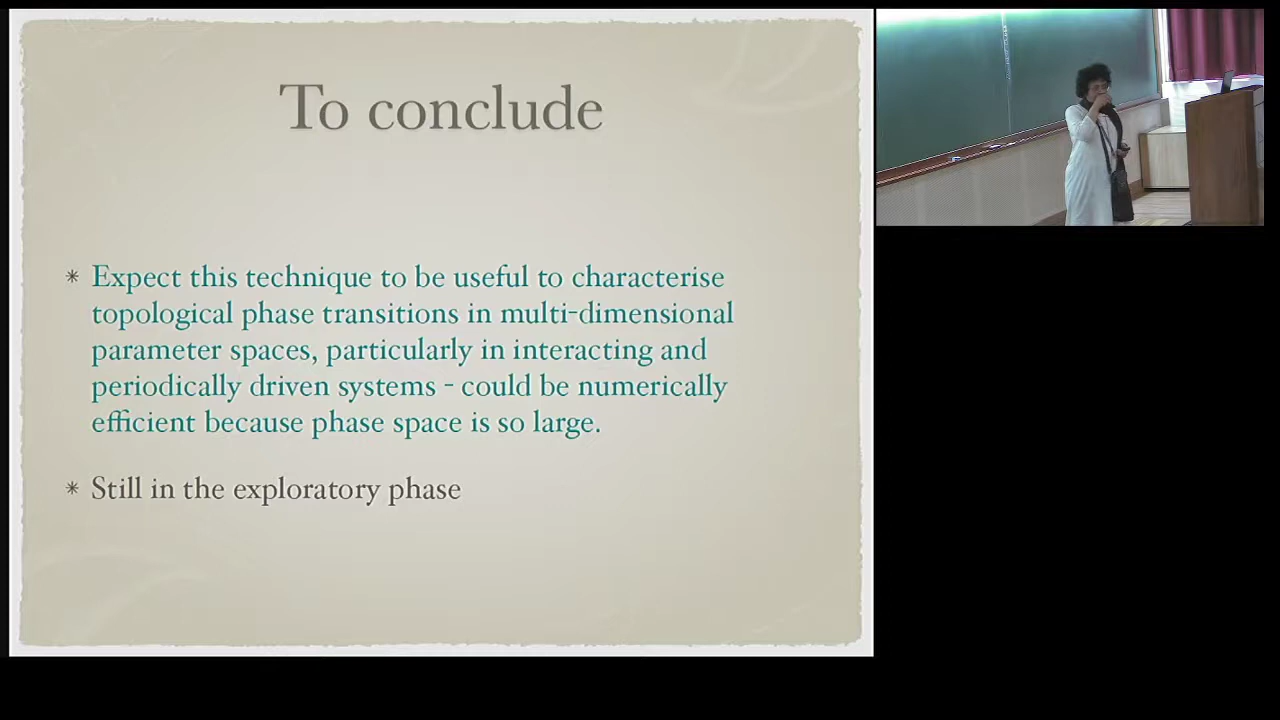 To conclude
* Expect this technique to be useful to characterise
topological phase transitions in multi-dimensional
parameter spaces, particularly in interacting and
periodically driven systems - could be numerically
efficient because phase space is so large.
* Still in the exploratory phase